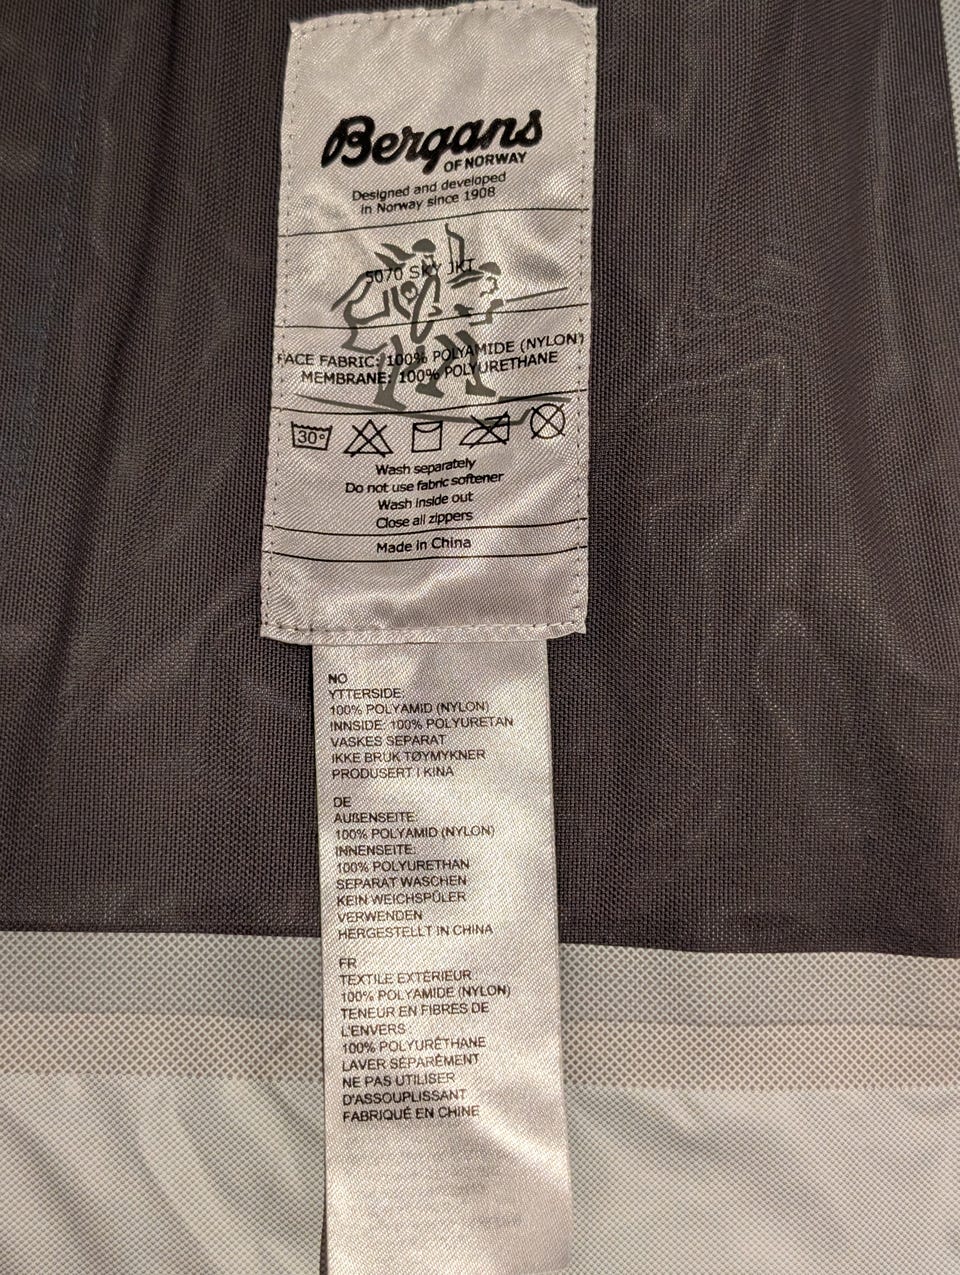 Bergans
OF NORWAY
Designed and developed
in Norway since 1908
5070 SKY JKT
FACE FABRIC: 100% POLYAMIDE (NYLON)
MEMBRANE: 100% POLYURETHANE
30°
Wash separately
Do not use fabric softener
Wash inside out
Close all zippers
Made in China
NO
YTTERSIDE:
100% POLYAMID (NYLON)
INNSIDE: 100% POLYURETAN
VASKES SEPARAT
IKKE BRUK TØYMYKNER
PRODUSERT I KINA
DE
AUßENSEITE:
100% POLYAMID (NYLON)
INNENSEITE:
100% POLYURETHAN
SEPARAT WASCHEN
KEIN WEICHSPÜLER
VERWENDEN
HERGESTELLT IN CHINA
FR
TEXTILE EXTÉRIEUR
100% POLYAMIDE (NYLON)
TENEUR EN FIBRES DE
L'ENVERS
100% POLYURÉTHANE
LAVER SÉPARÉMENT
NE PAS UTILISER
D'ASSOUPLISSANT
FABRIQUÉ EN CHINE